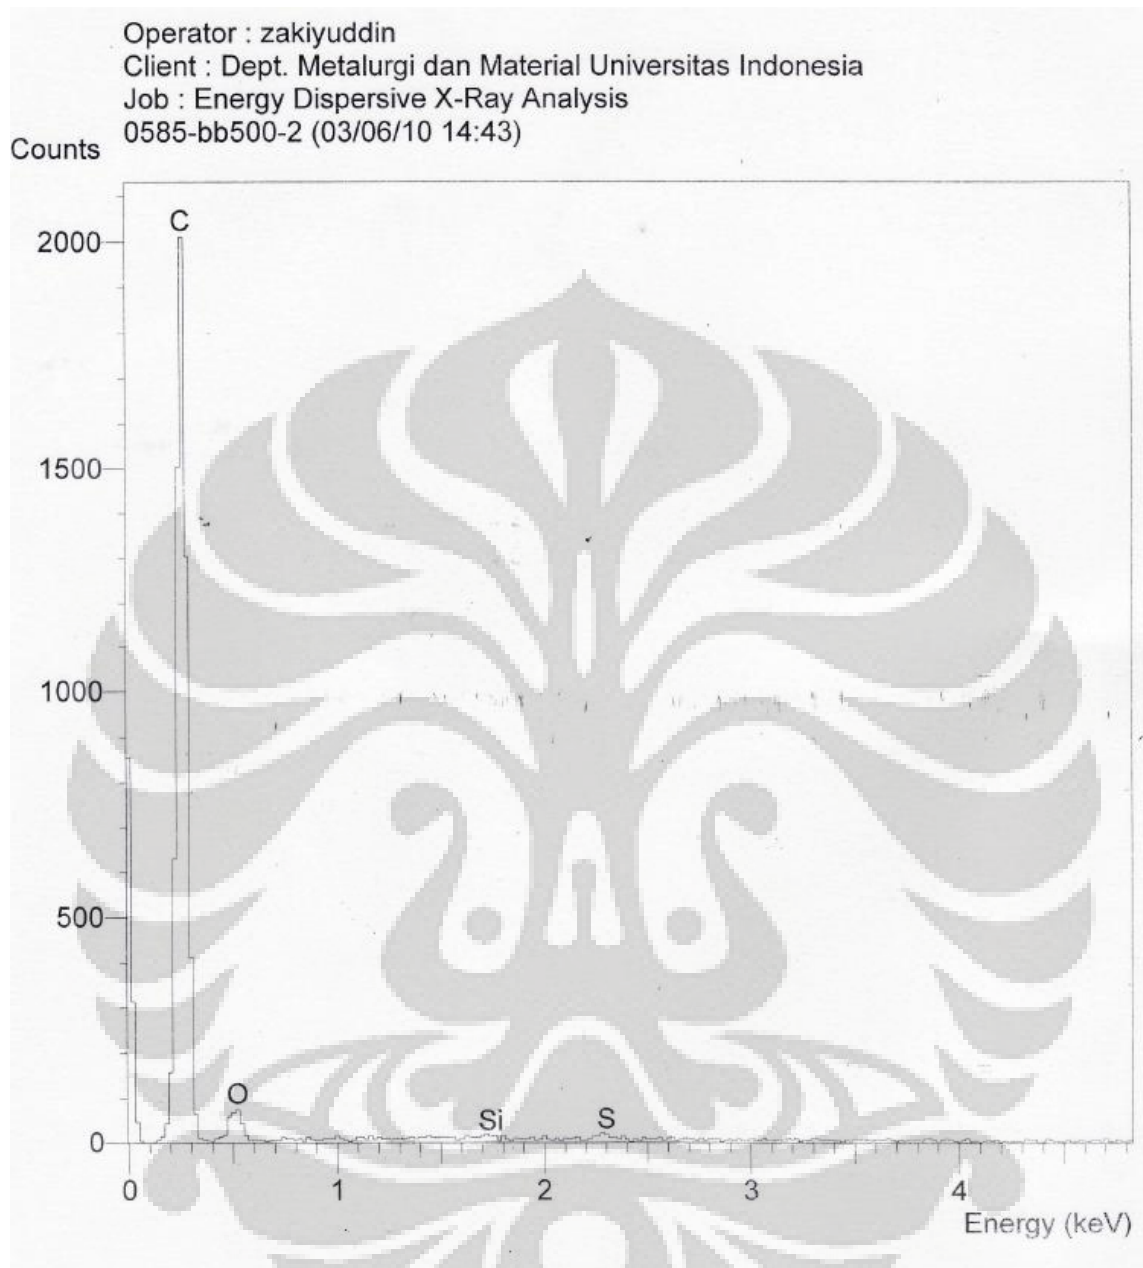 Operator : zakiyuddin
Client : Dept. Metalurgi dan Material Universitas Indonesia
Job : Energy Dispersive X-Ray Analysis
0585-bb500-2 (03/06/10 14:43)
Counts
C
2000
1500
1000
500
O
Si
S
0
0 1 2 3 4
Energy (keV)